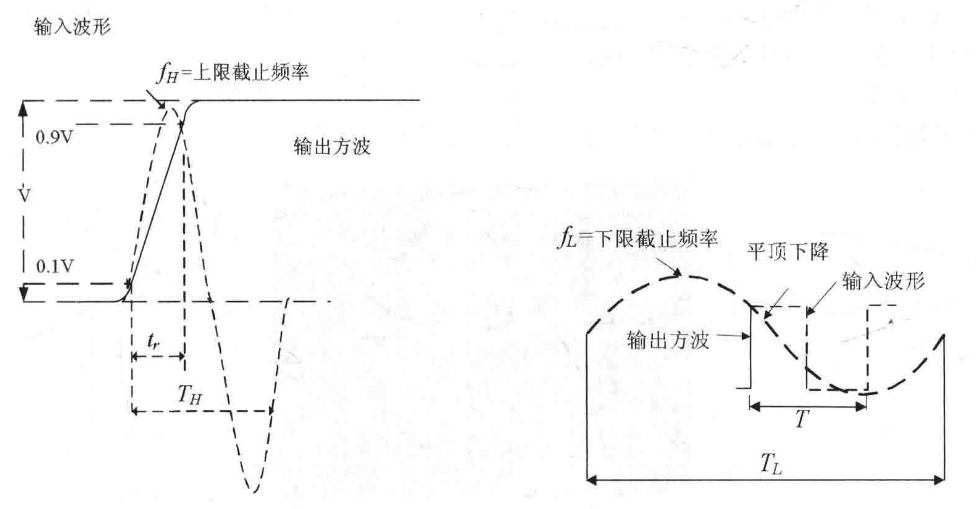 输入波形
f_H=上限截止频率
0.9V
输出方波
V
0.1V
t_r
T_H
f_L=下限截止频率
平顶下降
输入波形
输出方波
T
T_L